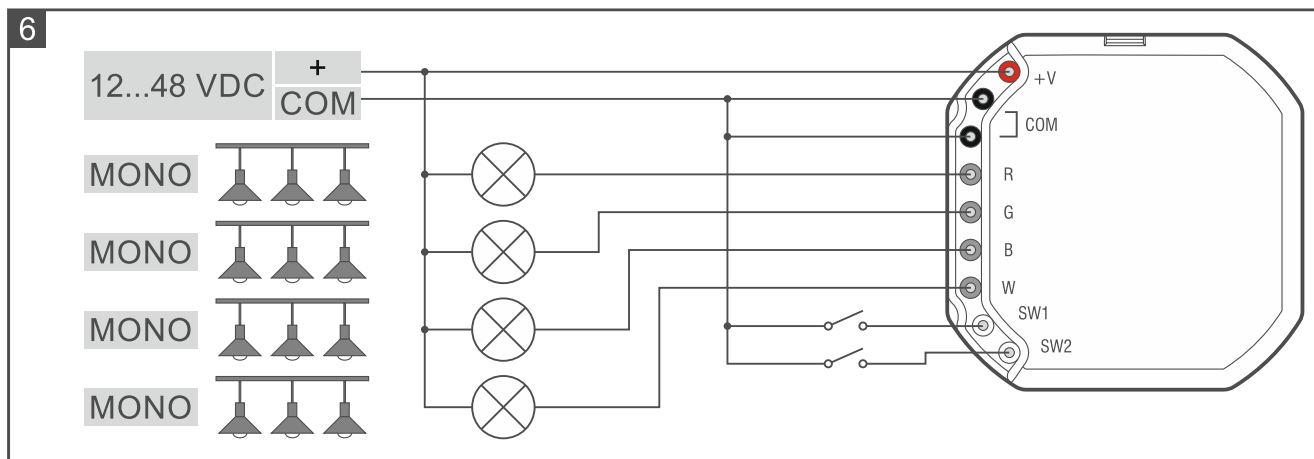 6
12...48 VDC
+
COM
+V
COM
MONO
R
G
MONO
B
W
MONO
SW1
SW2
MONO